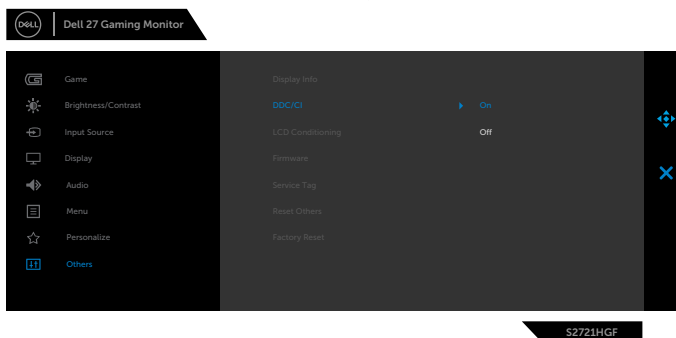 DELL
Dell 27 Gaming Monitor
Game
Display Info
Brightness/Contrast
DDC/CI
On
Input Source
LCD Conditioning
Off
Display
Firmware
Audio
Service Tag
Menu
Reset Others
Personalize
Factory Reset
Others
S2721HGF